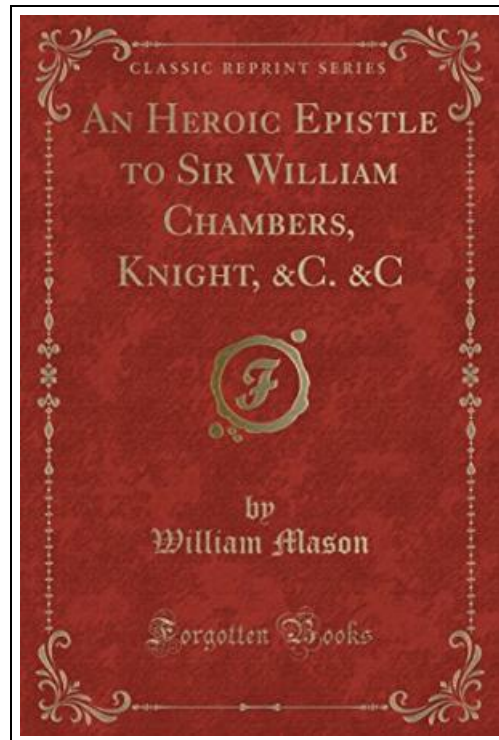 CLASSIC REPRINT SERIES
AN HEROIC EPISTLE
TO SIR WILLIAM
CHAMBERS,
KNIGHT, &C. &C
F
by
William Mason
Forgotten Books